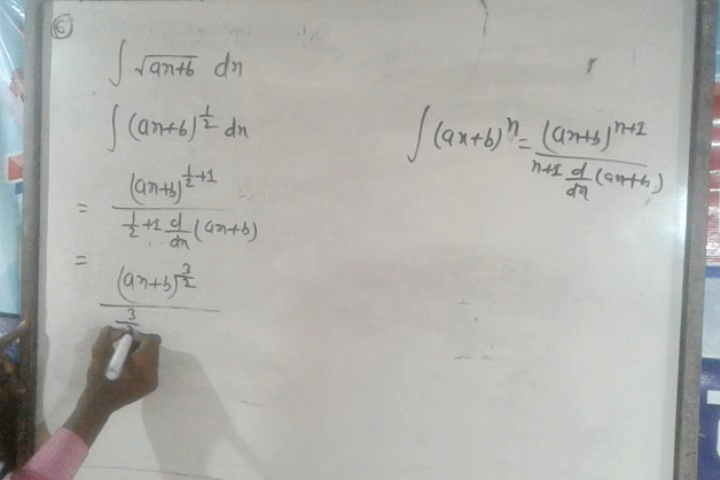 6
∫ √an+b dn
∫ (an+b)^1/2 dn
= (an+b)^1/2+1
1/2+1 d/dn (an+b)
= (an+b)^3/2
3
∫ (ax+b)^n = (an+b)^n+1
n+1 d/dn (an+b)